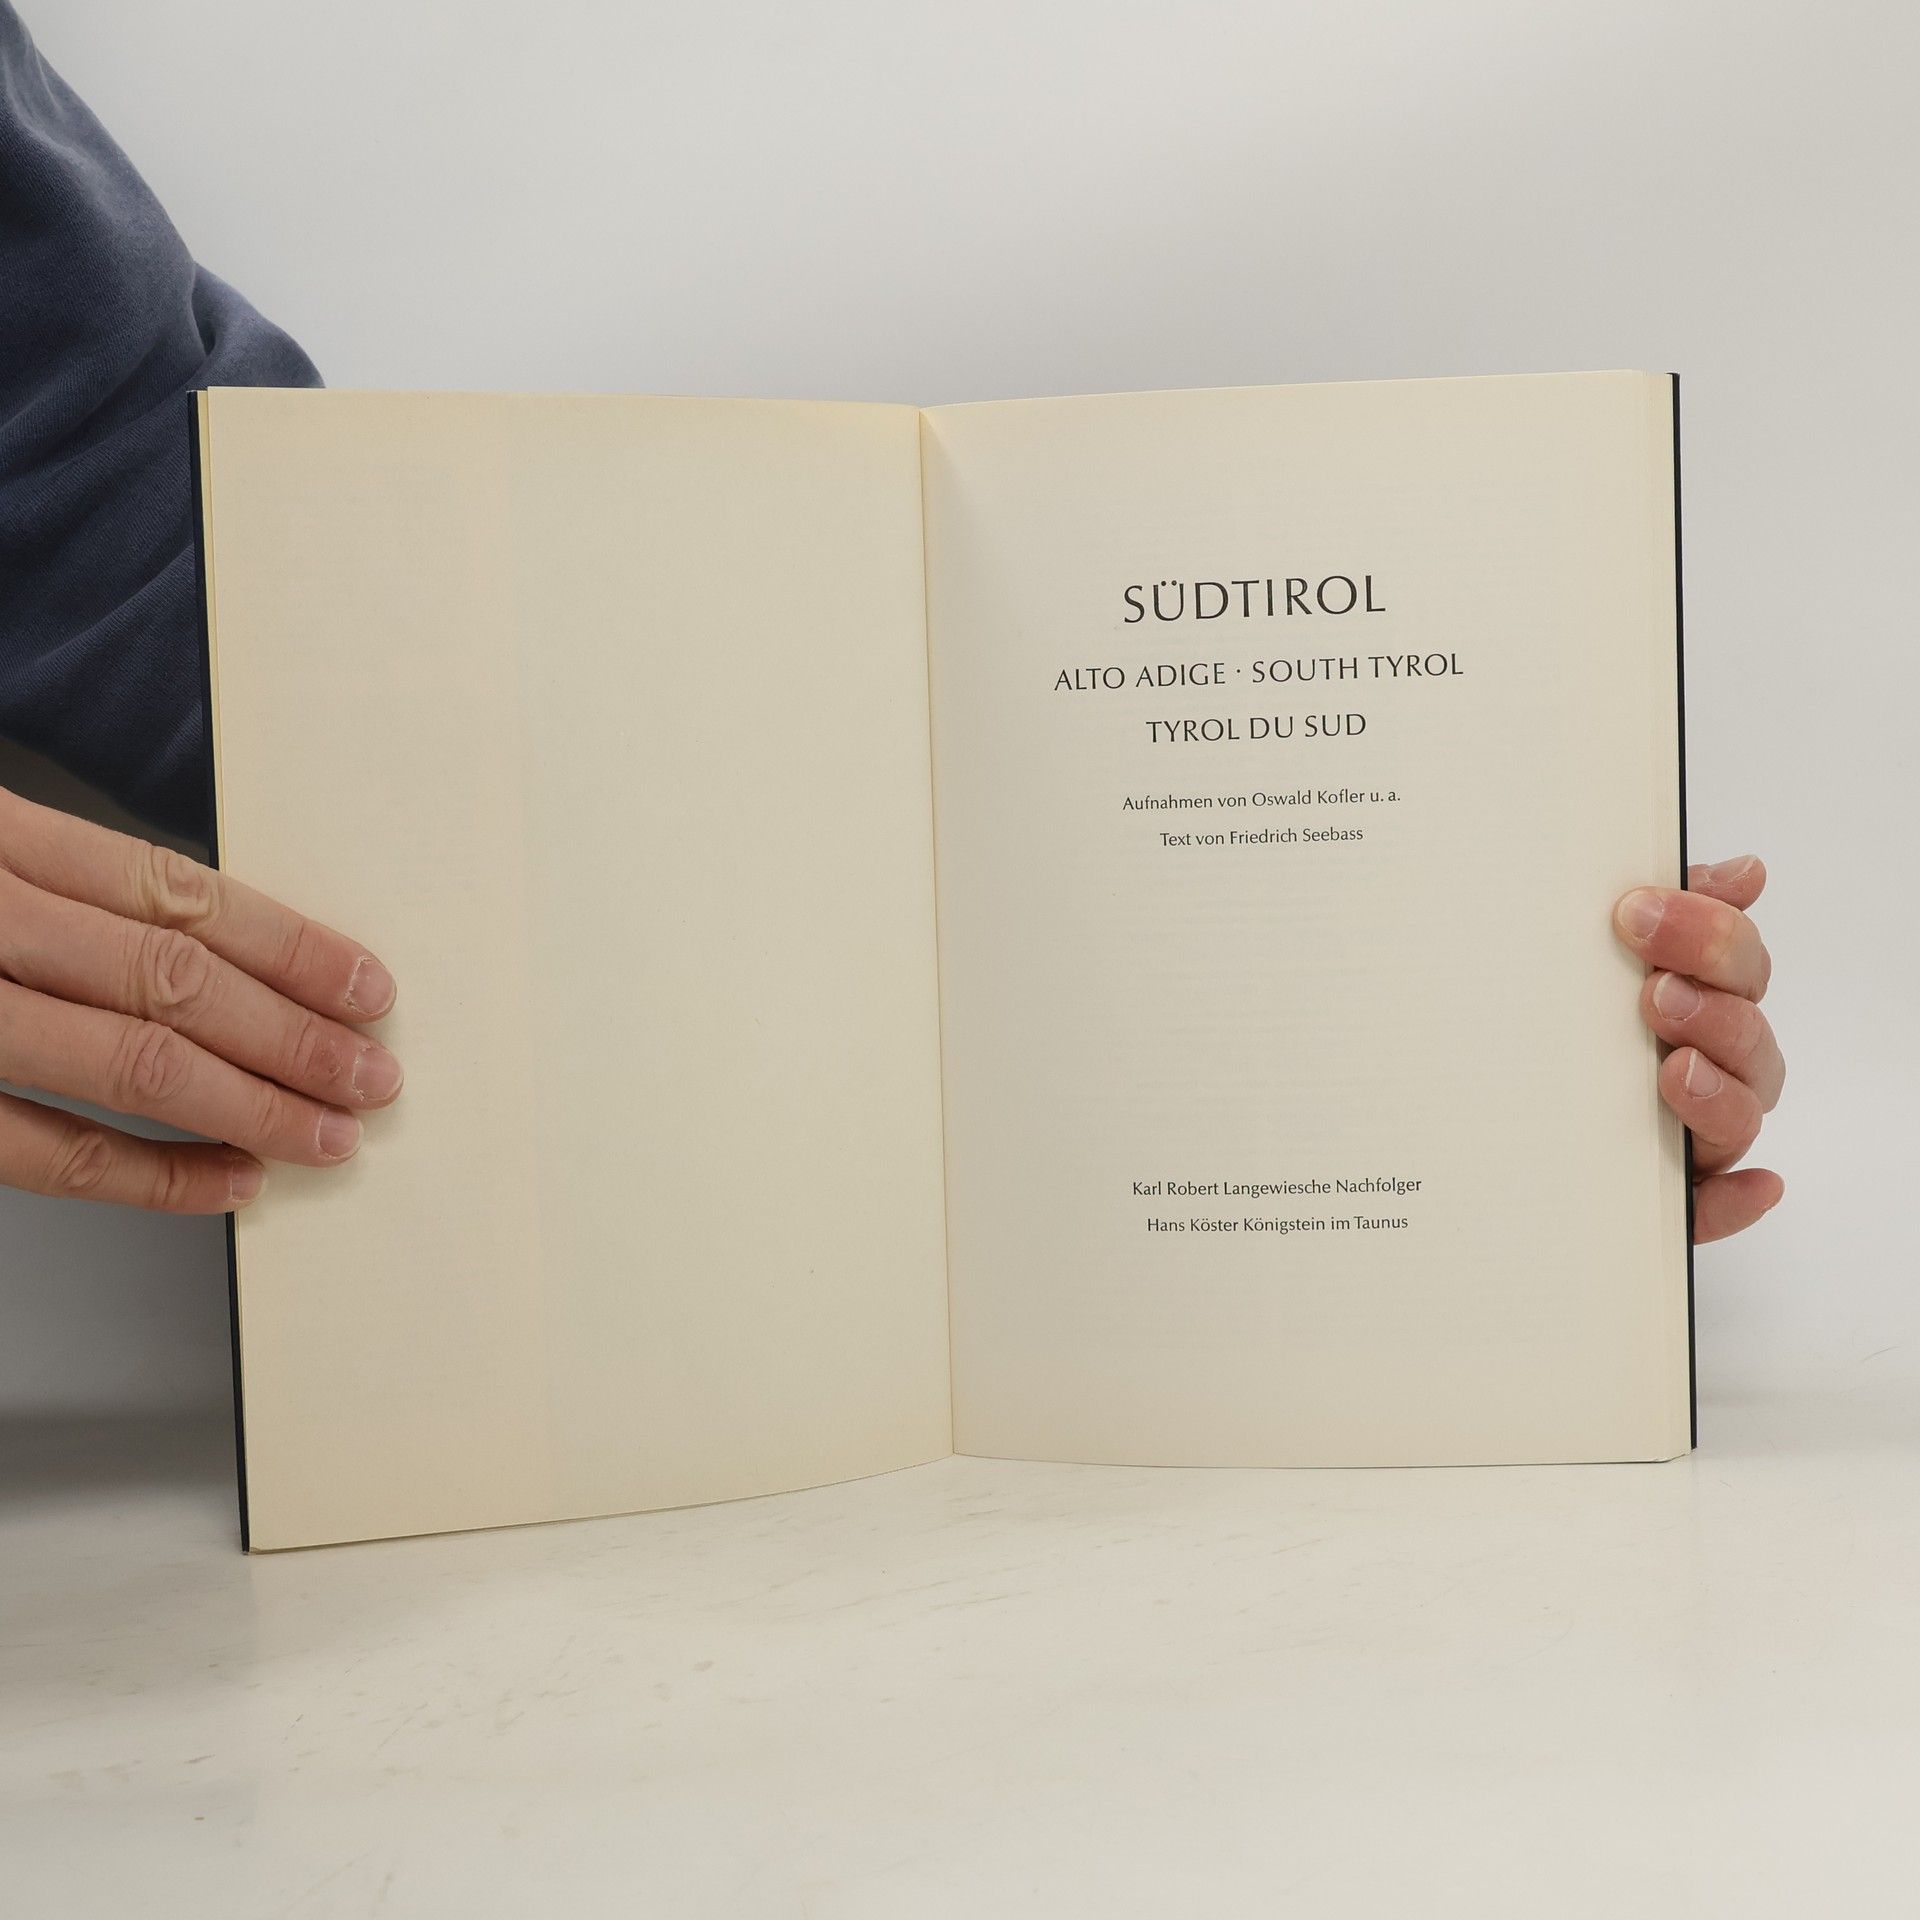 SÜDTIROL
ALTO ADIGE · SOUTH TYROL
TYROL DU SUD
Aufnahmen von Oswald Kofler u. a.
Text von Friedrich Seebass
Karl Robert Langewiesche Nachfolger
Hans Köster Königstein im Taunus